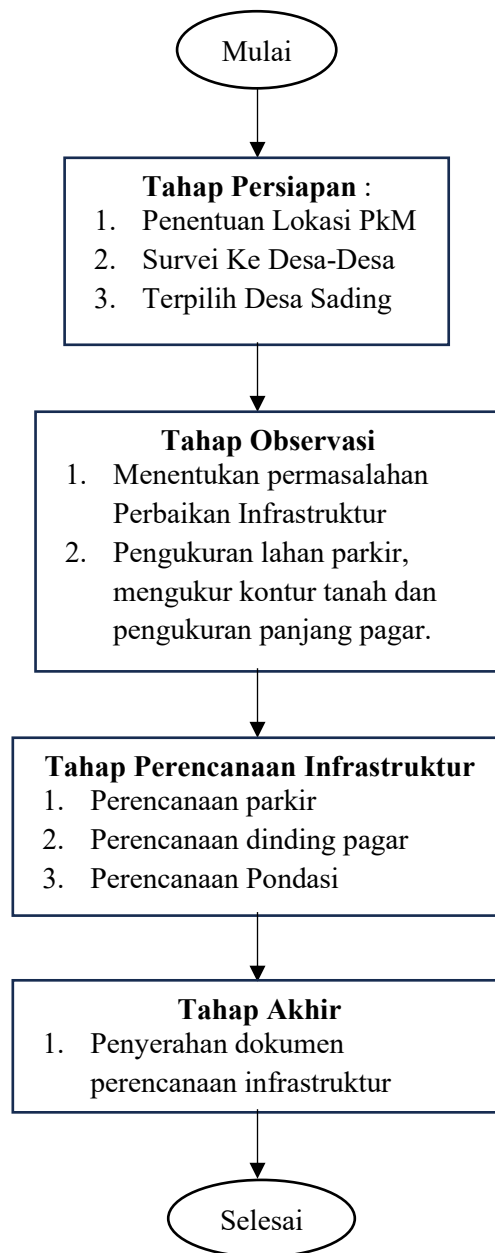 Mulai
Tahap Persiapan :
1. Penentuan Lokasi PkM
2. Survei Ke Desa-Desa
3. Terpilih Desa Sading
Tahap Observasi
1. Menentukan permasalahan
Perbaikan Infrastruktur
2. Pengukuran lahan parkir,
mengukur kontur tanah dan
pengukuran panjang pagar.
Tahap Perencanaan Infrastruktur
1. Perencanaan parkir
2. Perencanaan dinding pagar
3. Perencanaan Pondasi
Tahap Akhir
1. Penyerahan dokumen
perencanaan infrastruktur
Selesai